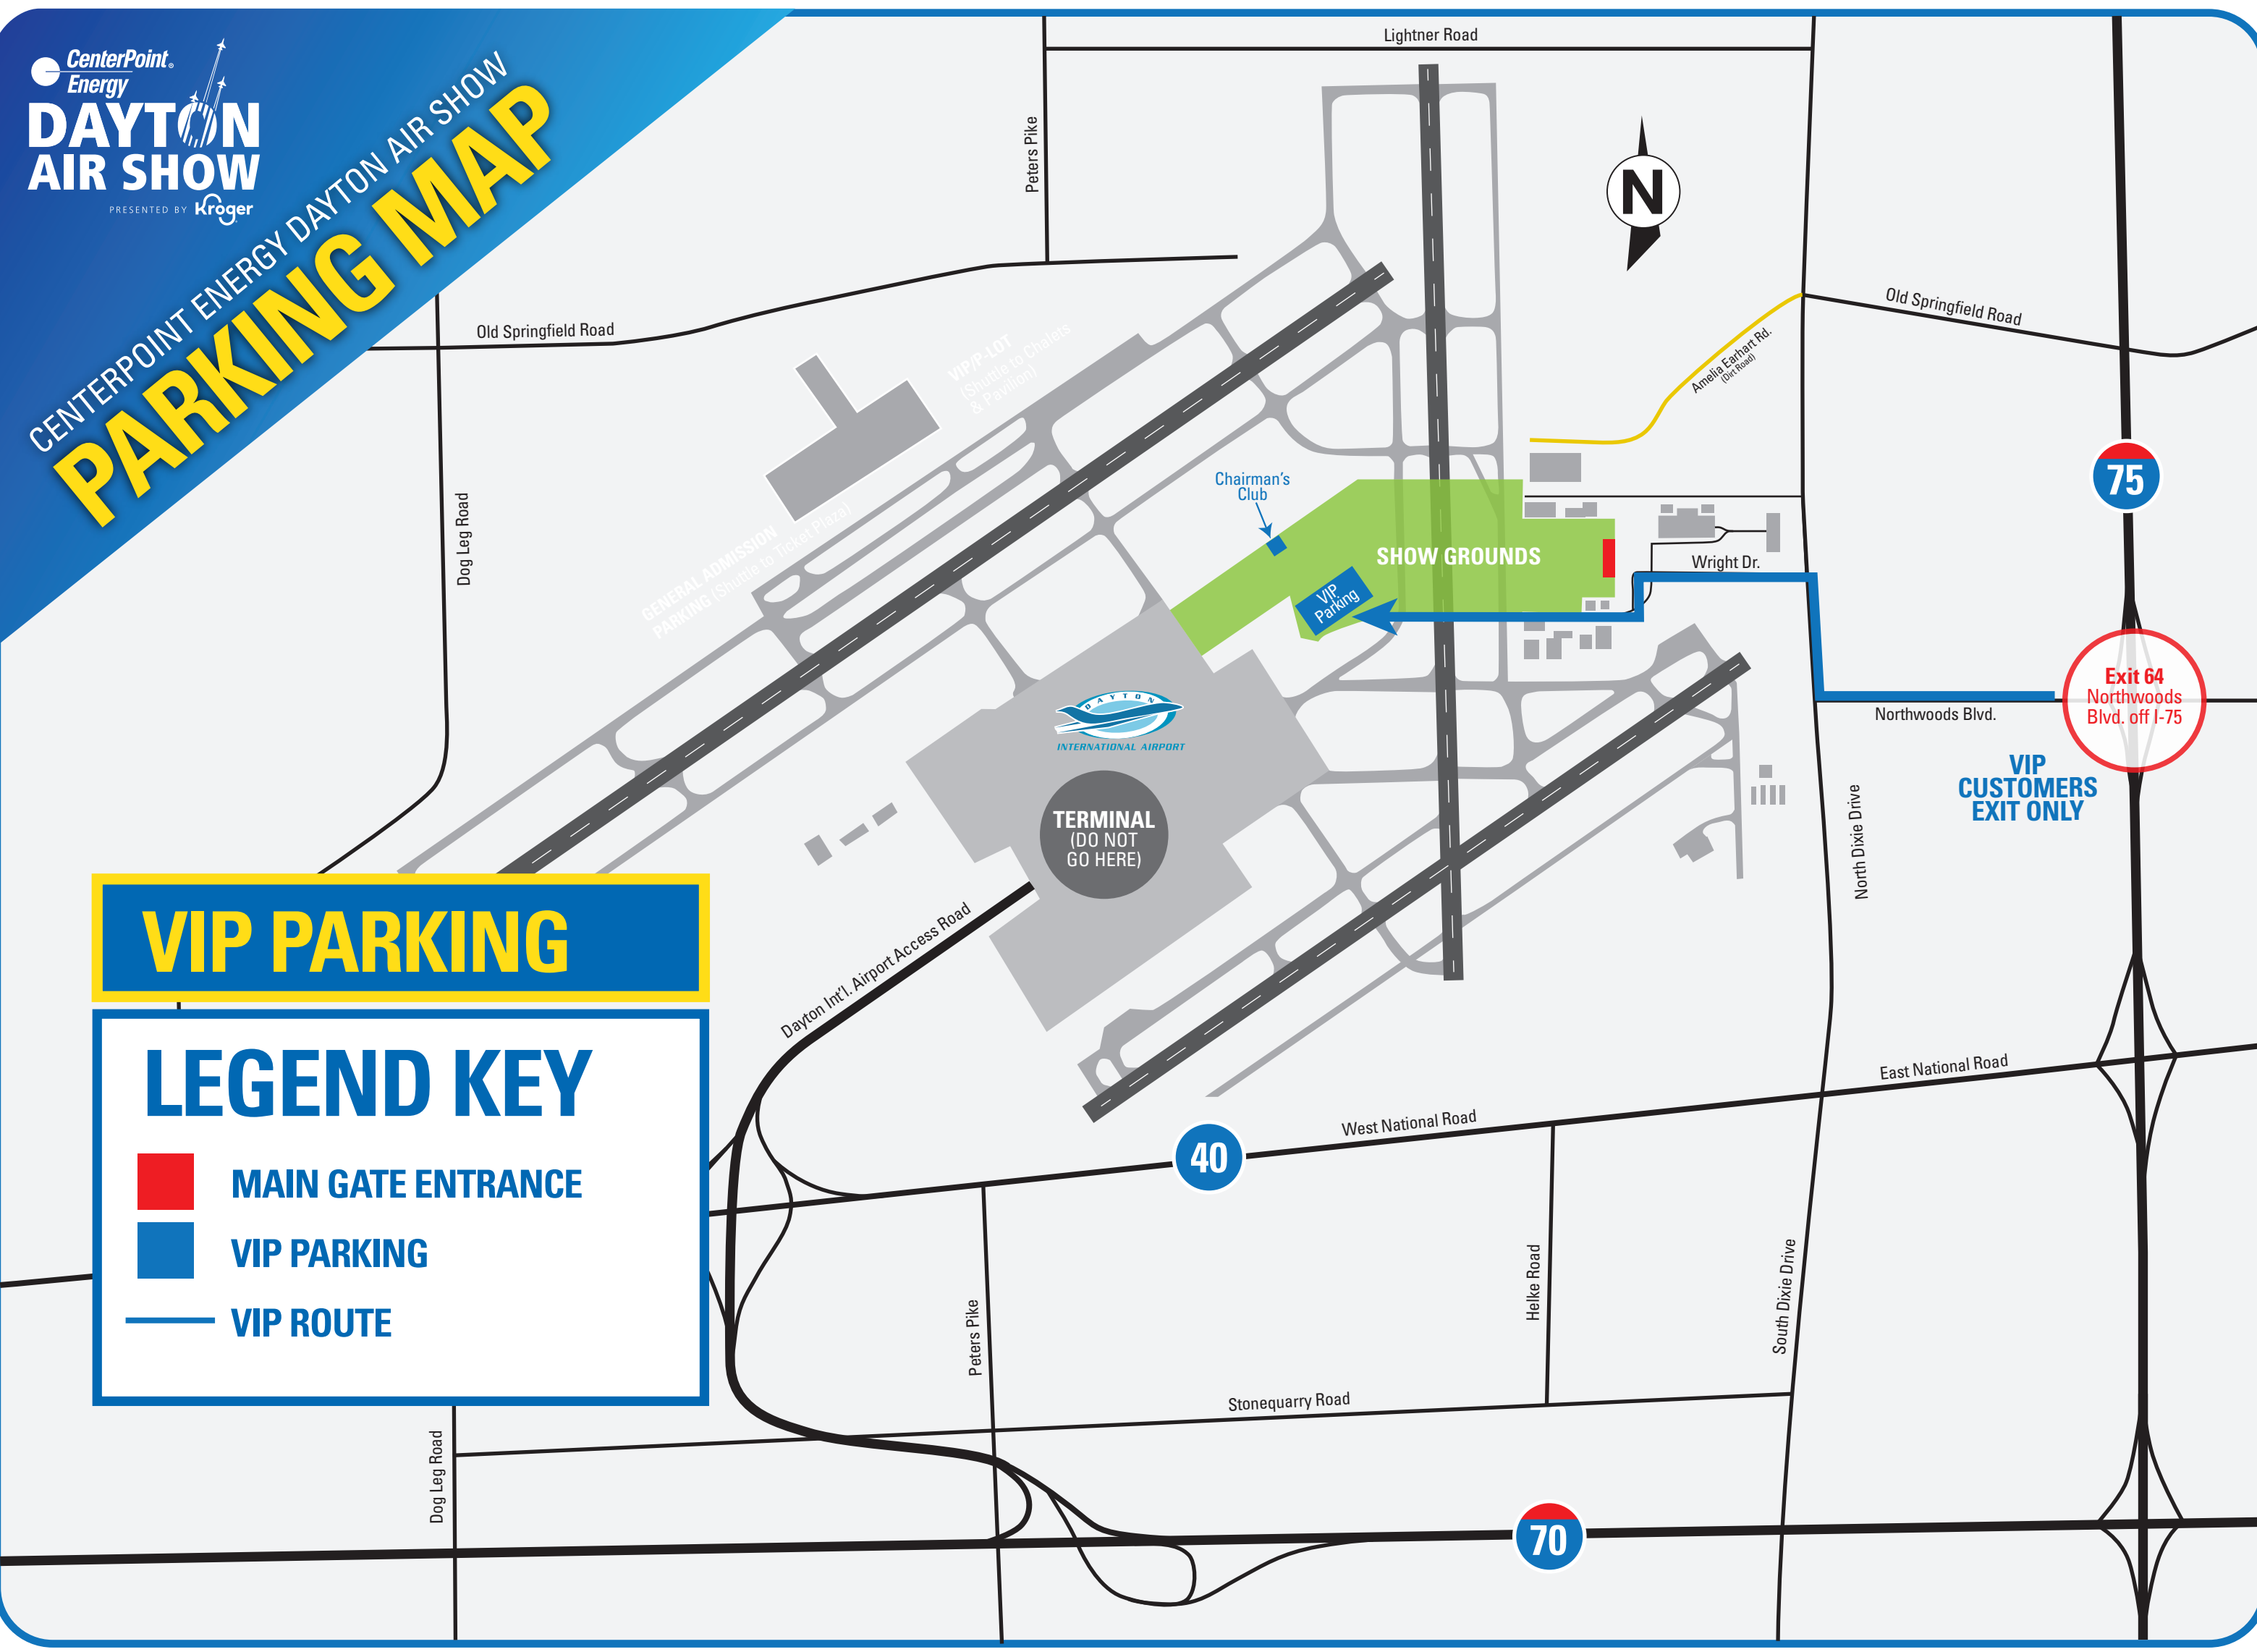 CenterPoint®
Energy
DAYTON
AIR SHOW
PRESENTED BY Kroger
CENTERPOINT ENERGY DAYTON AIR SHOW
PARKING MAP
Lightner Road
Peters Pike
N
Old Springfield Road
Old Springfield Road
Amelia Earhart Rd.
(Dirt Road)
VIP/P-LOT
(Shuttle to Chalets
& Pavilion)
75
Dog Leg Road
Chairman's
Club
GENERAL ADMISSION
PARKING (Shuttle to Ticket Plaza)
SHOW GROUNDS
Wright Dr.
VIP
Parking
Exit 64
Northwoods
Blvd. off I-75
Northwoods Blvd.
DAYTON
INTERNATIONAL AIRPORT
VIP
CUSTOMERS
EXIT ONLY
TERMINAL
(DO NOT
GO HERE)
North Dixie Drive
VIP PARKING
Dayton Int'l. Airport Access Road
LEGEND KEY
MAIN GATE ENTRANCE
VIP PARKING
VIP ROUTE
East National Road
West National Road
40
Peters Pike
Helke Road
South Dixie Drive
Stonequarry Road
Dog Leg Road
70